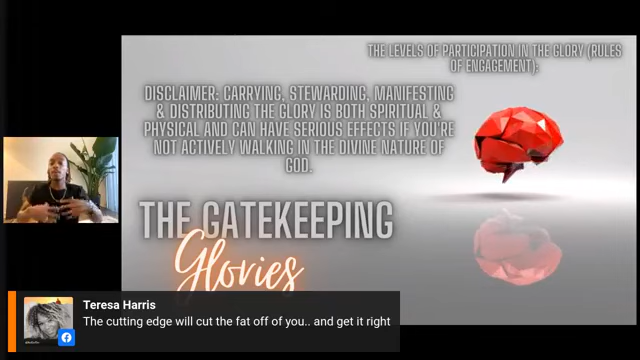 THE LEVELS OF PARTICIPATION IN THE GLORY (RULES
OF ENGAGEMENT):
DISCLAIMER: CARRYING, STEWARDING, MANIFESTING
& DISTRIBUTING THE GLORY IS BOTH SPIRITUAL &
PHYSICAL AND CAN HAVE SERIOUS EFFECTS IF YOU'RE
NOT ACTIVELY WALKING IN THE DIVINE NATURE OF
GOD.
THE GATEKEEPING
Glories
Teresa Harris
The cutting edge will cut the fat off of you.. and get it right